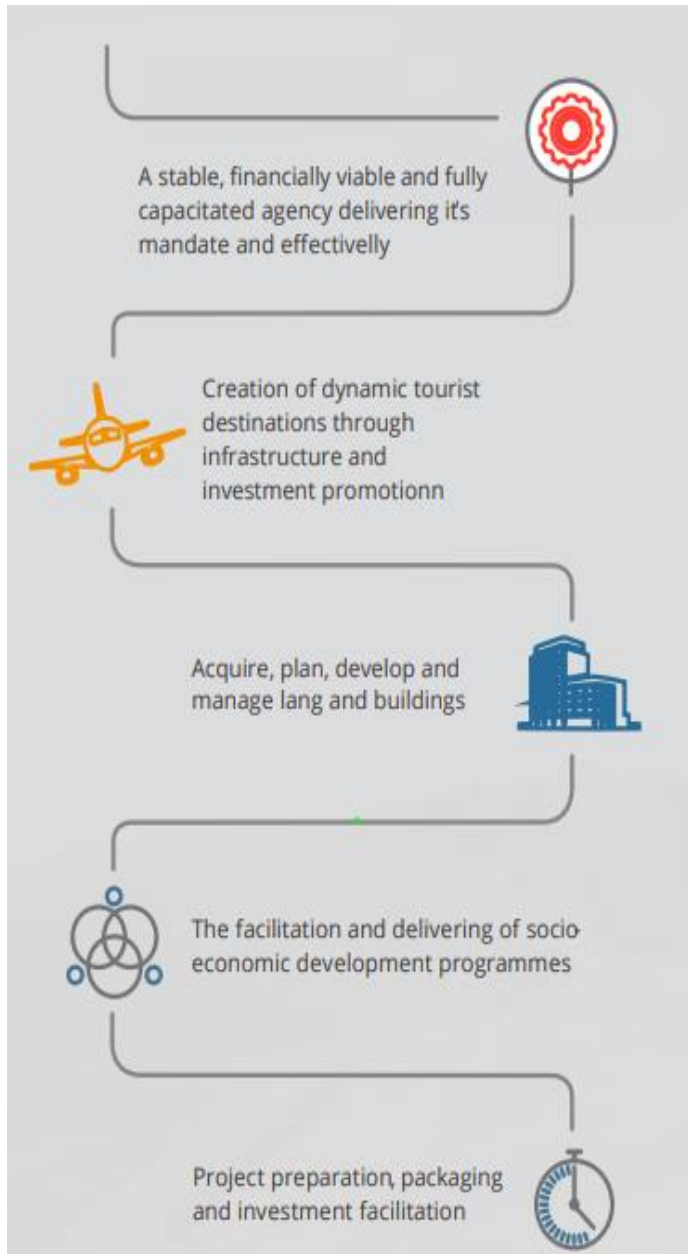 A stable, financially viable and fully
capacitated agency delivering it's
mandate and effectivelly
Creation of dynamic tourist
destinations through
infrastructure and
investment promotionn
Acquire, plan, develop and
manage lang and buildings
The facilitation and delivering of socio-
economic development programmes
Project preparation, packaging
and investment facilitation